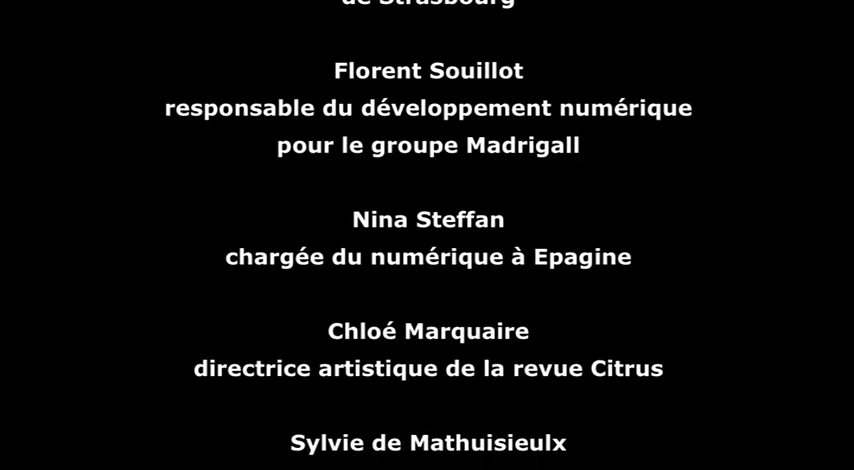 de Strasbourg
Florent Souillot
responsable du développement numérique
pour le groupe Madrigall
Nina Steffan
chargée du numérique à Epagine
Chloé Marquaire
directrice artistique de la revue Citrus
Sylvie de Mathuisieulx